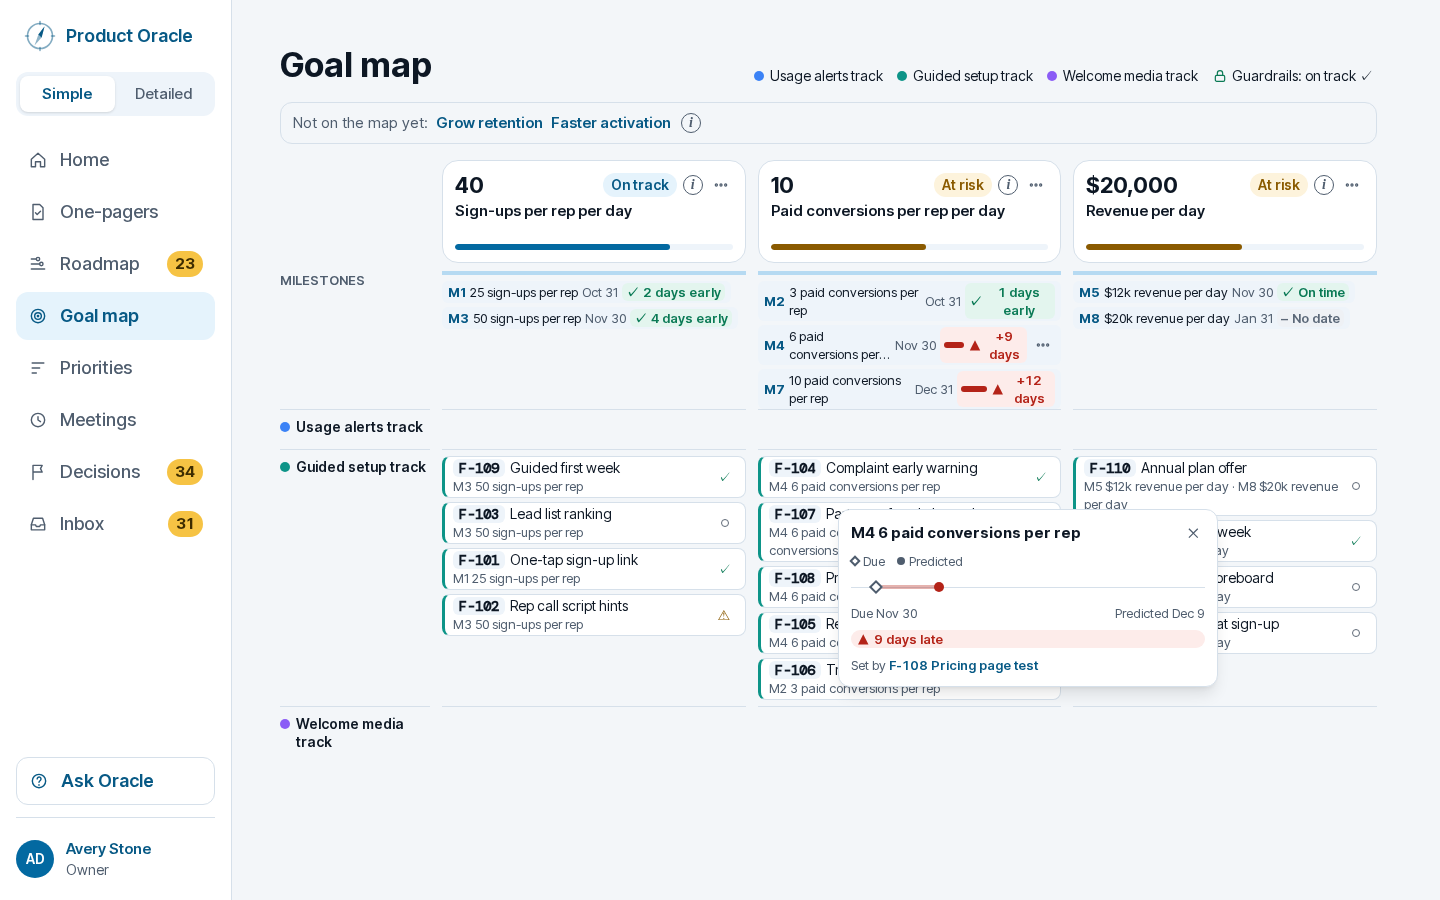 Product Oracle
Simple Detailed
Home
One-pagers
Roadmap 23
Goal map
Priorities
Meetings
Decisions 34
Inbox 31
Ask Oracle
AD
Avery Stone
Owner
Goal map
Usage alerts track
Guided setup track
Welcome media track
Guardrails: on track ✓
Not on the map yet: Grow retention Faster activation i
40 On track i •••
Sign-ups per rep per day
10 At risk i •••
Paid conversions per rep per day
$20,000 At risk i •••
Revenue per day
MILESTONES
M1 25 sign-ups per rep Oct 31 ✓ 2 days early
M3 50 sign-ups per rep Nov 30 ✓ 4 days early
M2 3 paid conversions per rep Oct 31 ✓ 1 days early
M4 6 paid conversions per… Nov 30 ▲ +9 days •••
M7 10 paid conversions per rep Dec 31 ▲ +12 days
M5 $12k revenue per day Nov 30 ✓ On time
M8 $20k revenue per day Jan 31 – No date
Usage alerts track
Guided setup track
F-109 Guided first week
M3 50 sign-ups per rep ✓
F-103 Lead list ranking
M3 50 sign-ups per rep
F-101 One-tap sign-up link
M1 25 sign-ups per rep ✓
F-102 Rep call script hints
M3 50 sign-ups per rep ⚠
F-104 Complaint early warning
M4 6 paid conversions per rep ✓
F-107
M4 6 paid
conversions
F-108
M4 6 paid
F-105
M4 6 paid
F-106
M2 3 paid conversions per rep
F-110 Annual plan offer
M5 $12k revenue per day · M8 $20k revenue
per day
week
✓
at sign-up
M4 6 paid conversions per rep ×
Due Predicted
Due Nov 30 Predicted Dec 9
▲ 9 days late
Set by F-108 Pricing page test
Welcome media
track